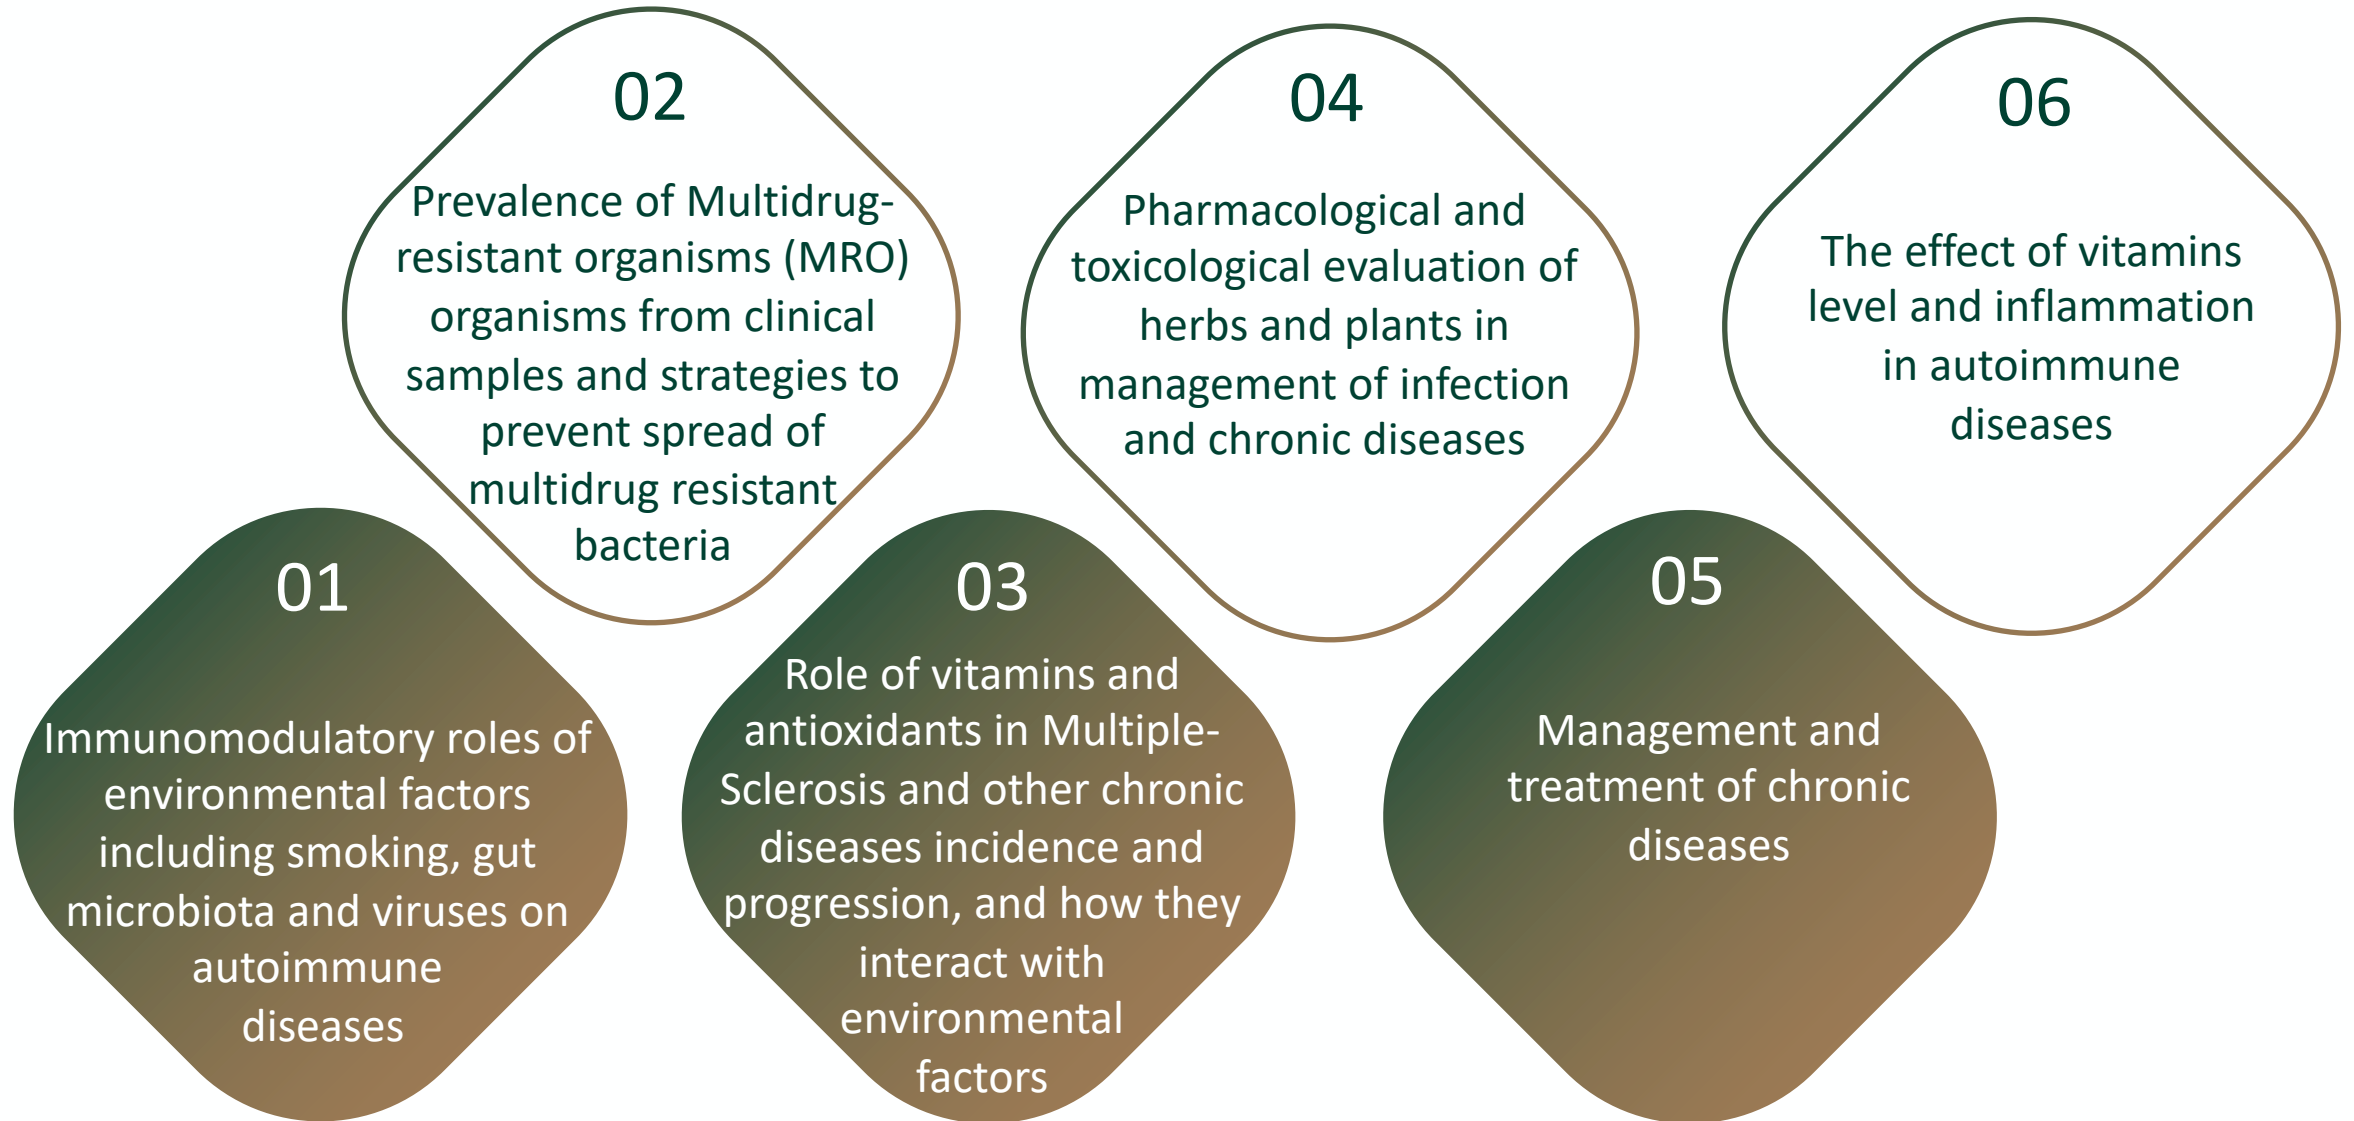 01
Immunomodulatory roles of
environmental factors
including smoking, gut
microbiota and viruses on
autoimmune
diseases
02
Prevalence of Multidrug-
resistant organisms (MRO)
organisms from clinical
samples and strategies to
prevent spread of
multidrug resistant
bacteria
03
Role of vitamins and
antioxidants in Multiple-
Sclerosis and other chronic
diseases incidence and
progression, and how they
interact with
environmental
factors
04
Pharmacological and
toxicological evaluation of
herbs and plants in
management of infection
and chronic diseases
05
Management and
treatment of chronic
diseases
06
The effect of vitamins
level and inflammation
in autoimmune
diseases